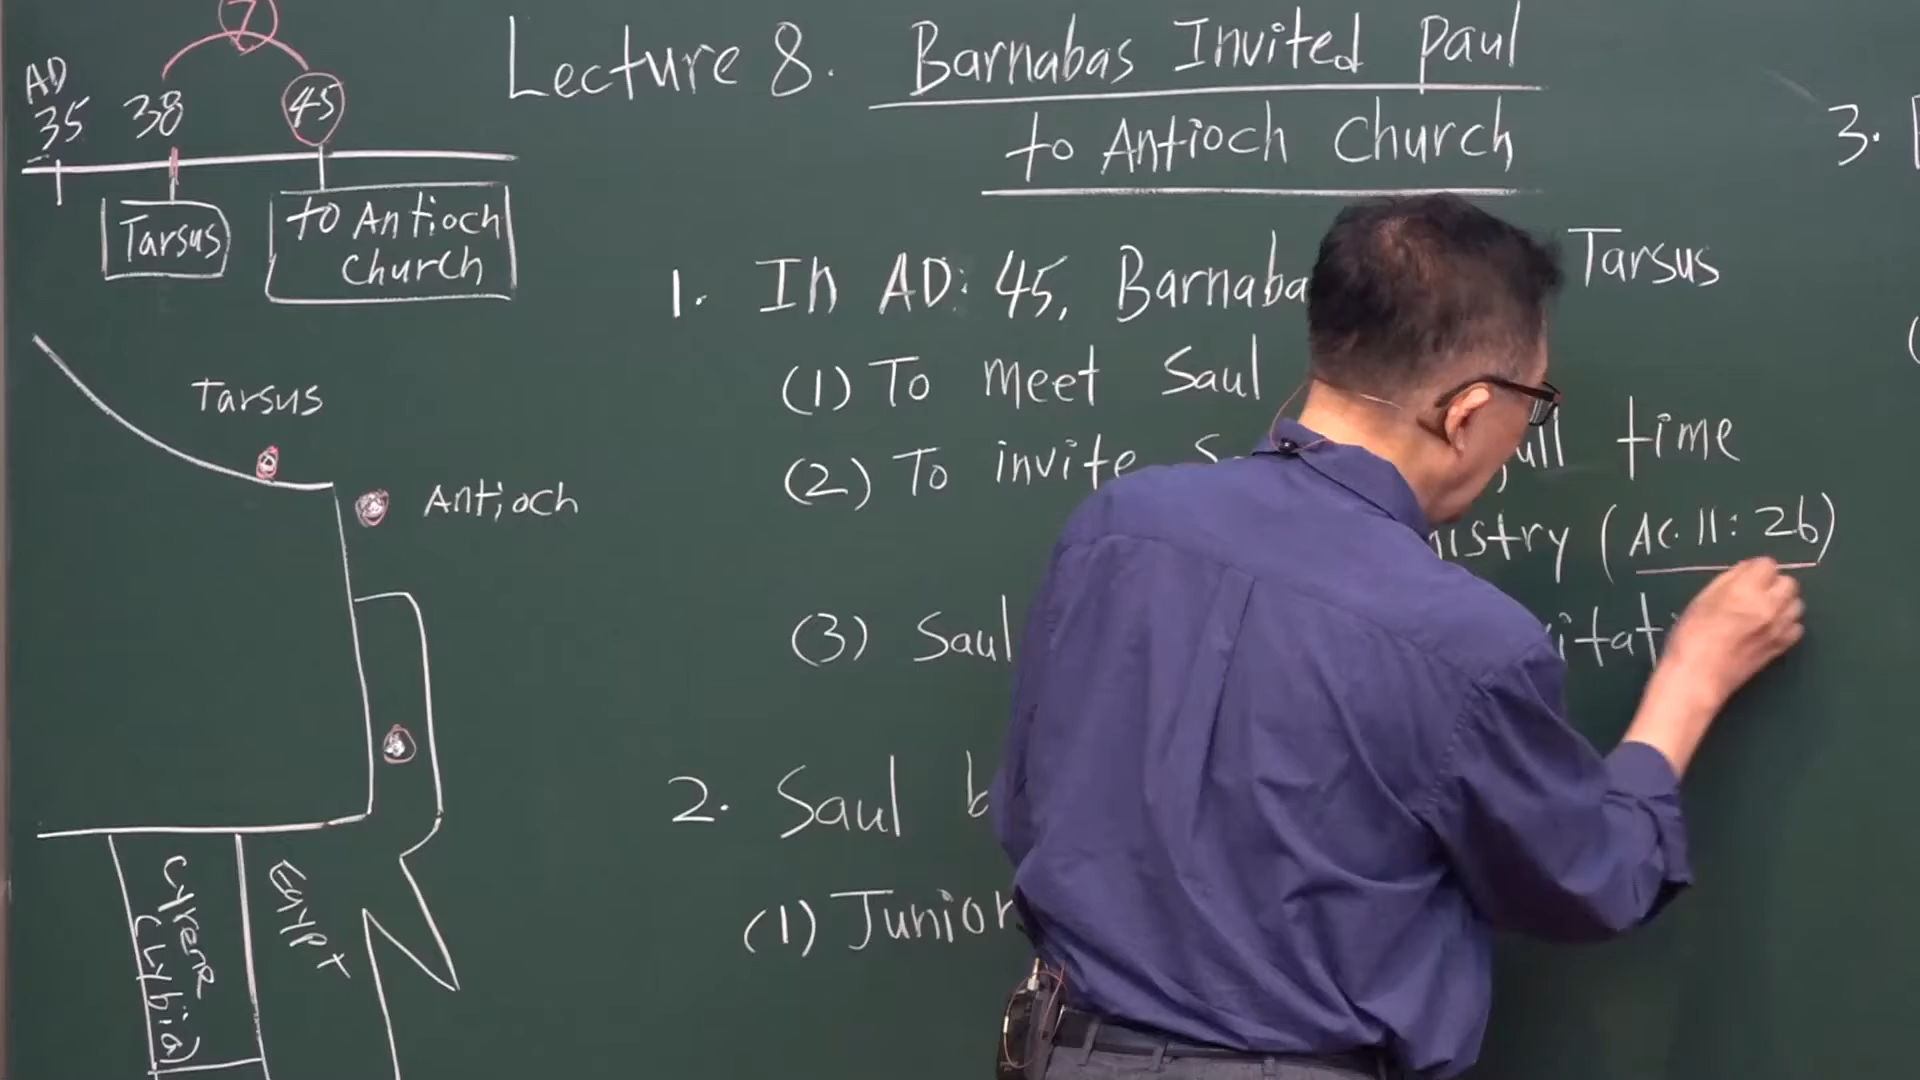 7
AD
35 38 45
Tarsus
to Antioch
church
Tarsus
Antioch
Cyrene
(Lybia)
Egypt
Lecture 8. Barnabas Invited Paul
to Antioch Church
1. In AD: 45, Barnaba Tarsus
(1) To meet Saul
(2) To invite time
istry (AC. 11: 26)
(3) Saul
2. Saul
(1) Junior
3.